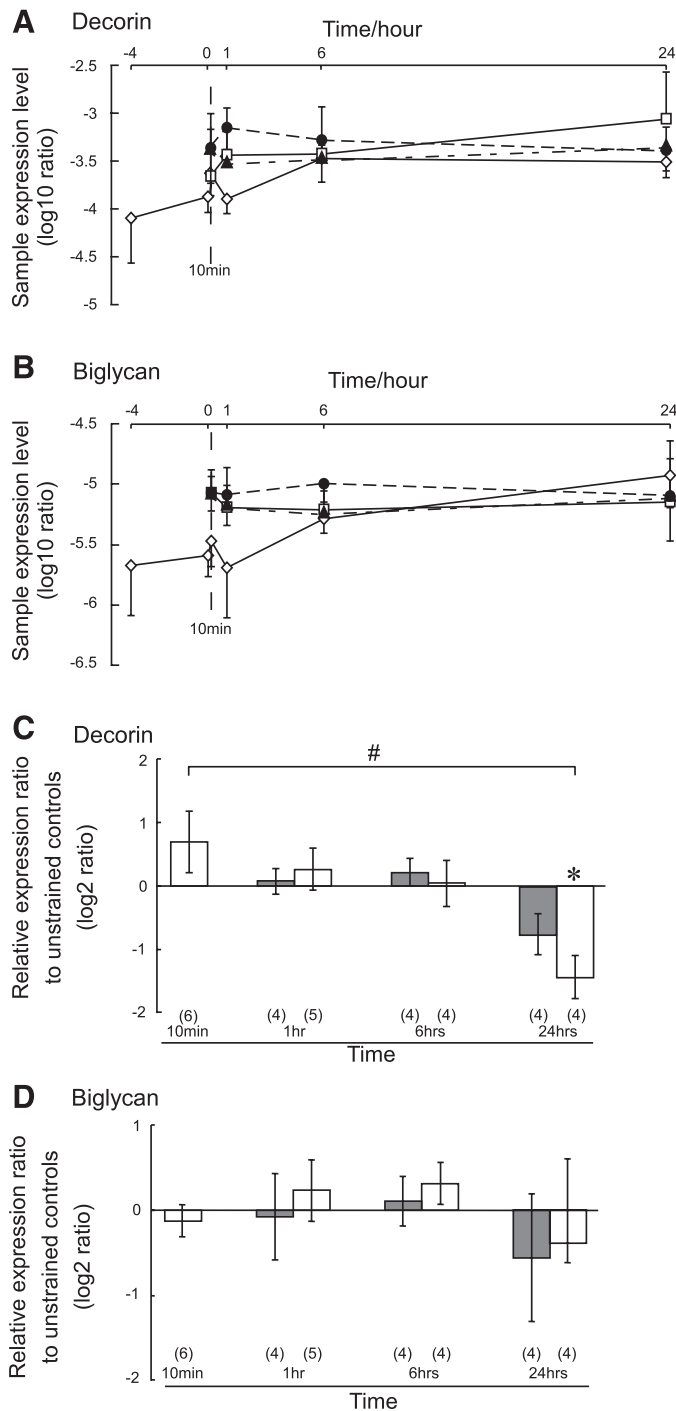 A Decorin
Time/hour
-4 0 1 6 24
Sample expression level
(log10 ratio)
-2.5
-3
-3.5
-4
-4.5
-5
10min
B Biglycan
Time/hour
-4 0 1 6 24
Sample expression level
(log10 ratio)
-4.5
-5
-5.5
-6
-6.5
10min
C Decorin
Relative expression ratio
to unstrained controls
(log2 ratio)
2
1
0
-1
-2
#
*
(6) (4) (5) (4) (4) (4) (4)
10min 1hr 6hrs 24hrs
Time
D Biglycan
Relative expression ratio
to unstrained controls
(log2 ratio)
1
0
-1
-2
(6) (4) (5) (4) (4) (4) (4)
10min 1hr 6hrs 24hrs
Time